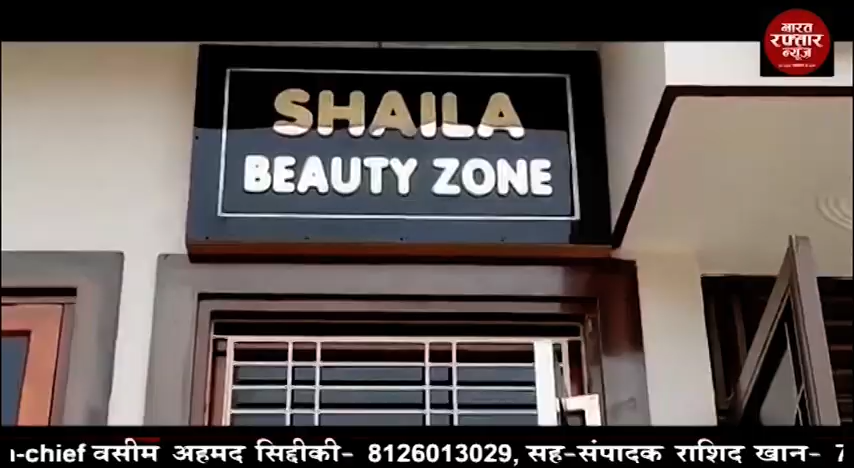 भारत
रफ्तार
न्यूज़
SHAILA
BEAUTY ZONE
-chief वसीम अहमद सिद्दीकी- 8126013029, सह-संपादक राशिद खान- 7